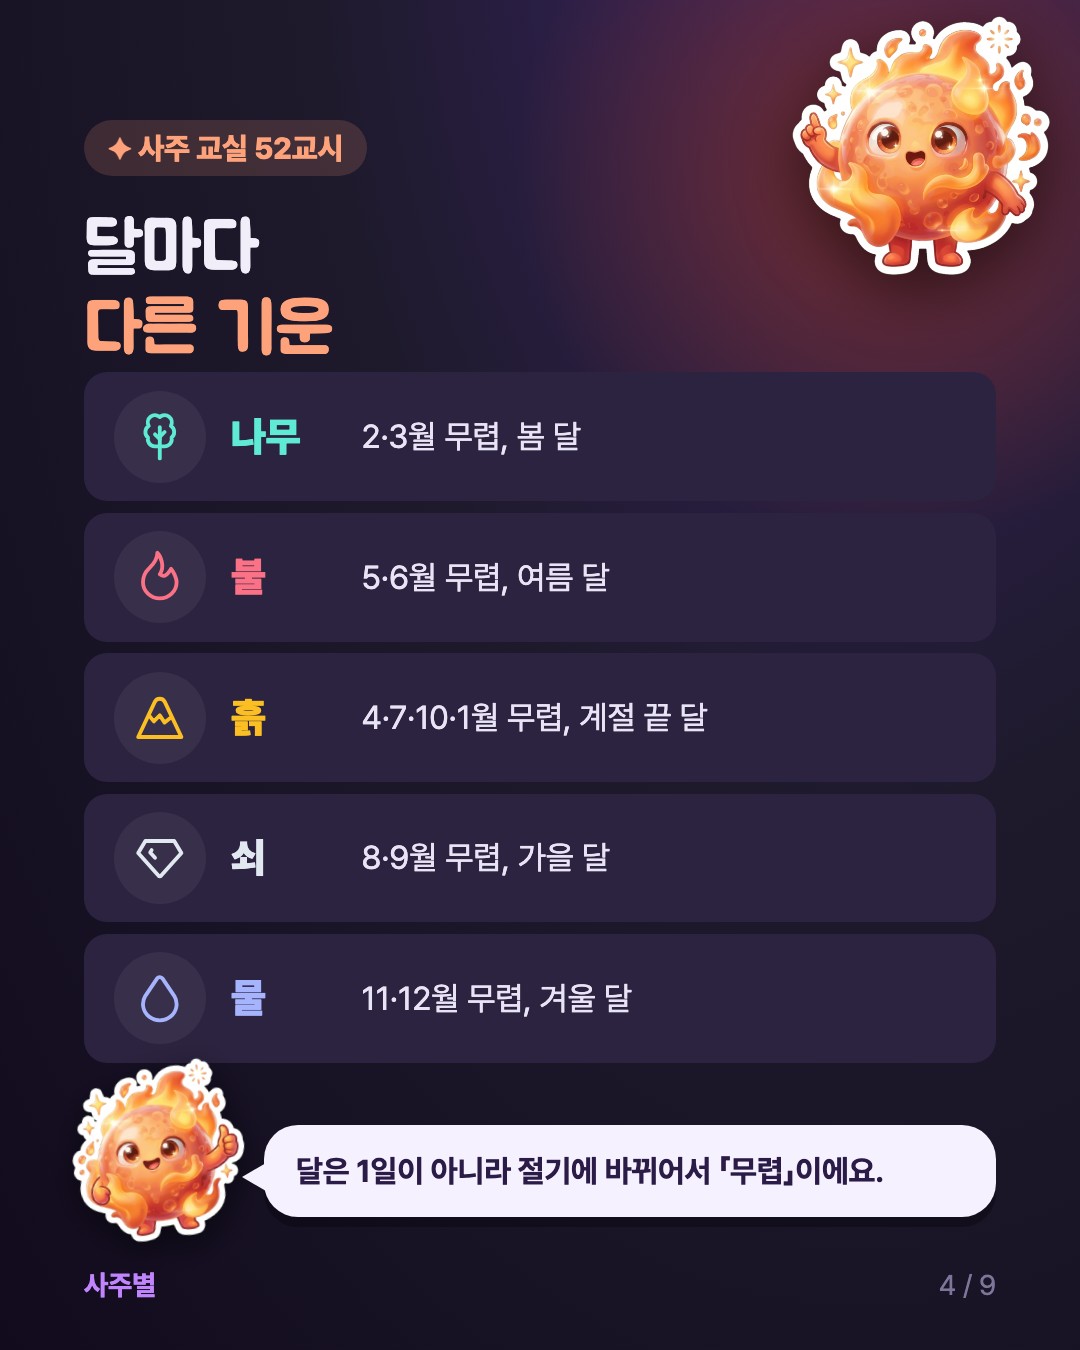 ✦ 사주 교실 52교시
달마다
다른 기운
나무 2·3월 무렵, 봄 달
불 5·6월 무렵, 여름 달
흙 4·7·10·1월 무렵, 계절 끝 달
쇠 8·9월 무렵, 가을 달
물 11·12월 무렵, 겨울 달
달은 1일이 아니라 절기에 바뀌어서 「무렵」이에요.
사주별
4 / 9